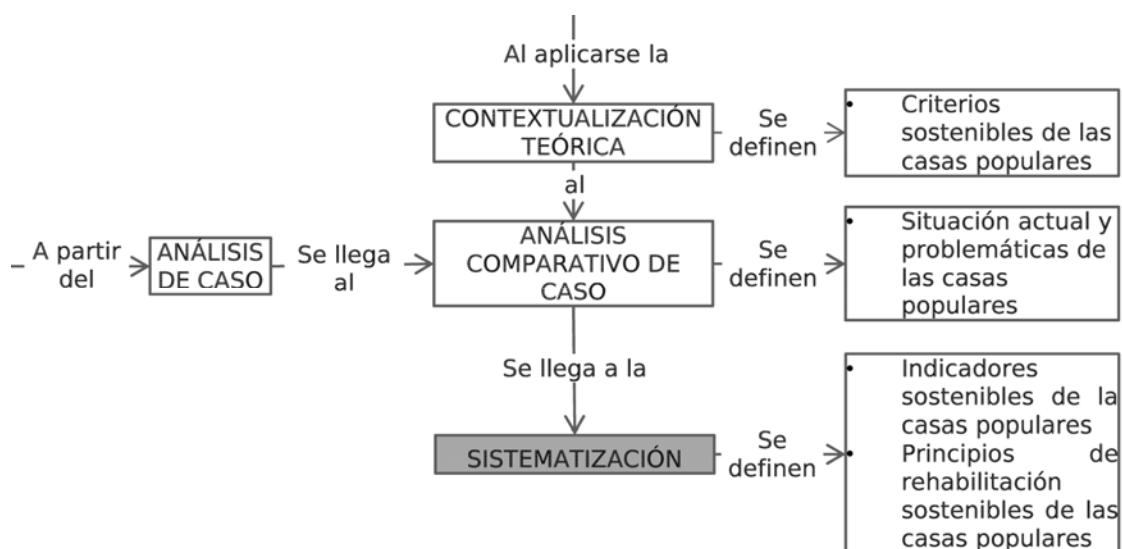 Al aplicarse la
CONTEXTUALIZACIÓN
TEÓRICA
Se
definen
• Criterios
sostenibles de las
casas populares
al
A partir
del
ANÁLISIS
DE CASO
Se llega
al
ANÁLISIS
COMPARATIVO DE
CASO
Se
definen
• Situación actual y
problemáticas de
las casas
populares
Se llega a la
SISTEMATIZACIÓN
Se
definen
• Indicadores
sostenibles de la
casas populares
• Principios de
rehabilitación
sostenibles de las
casas populares